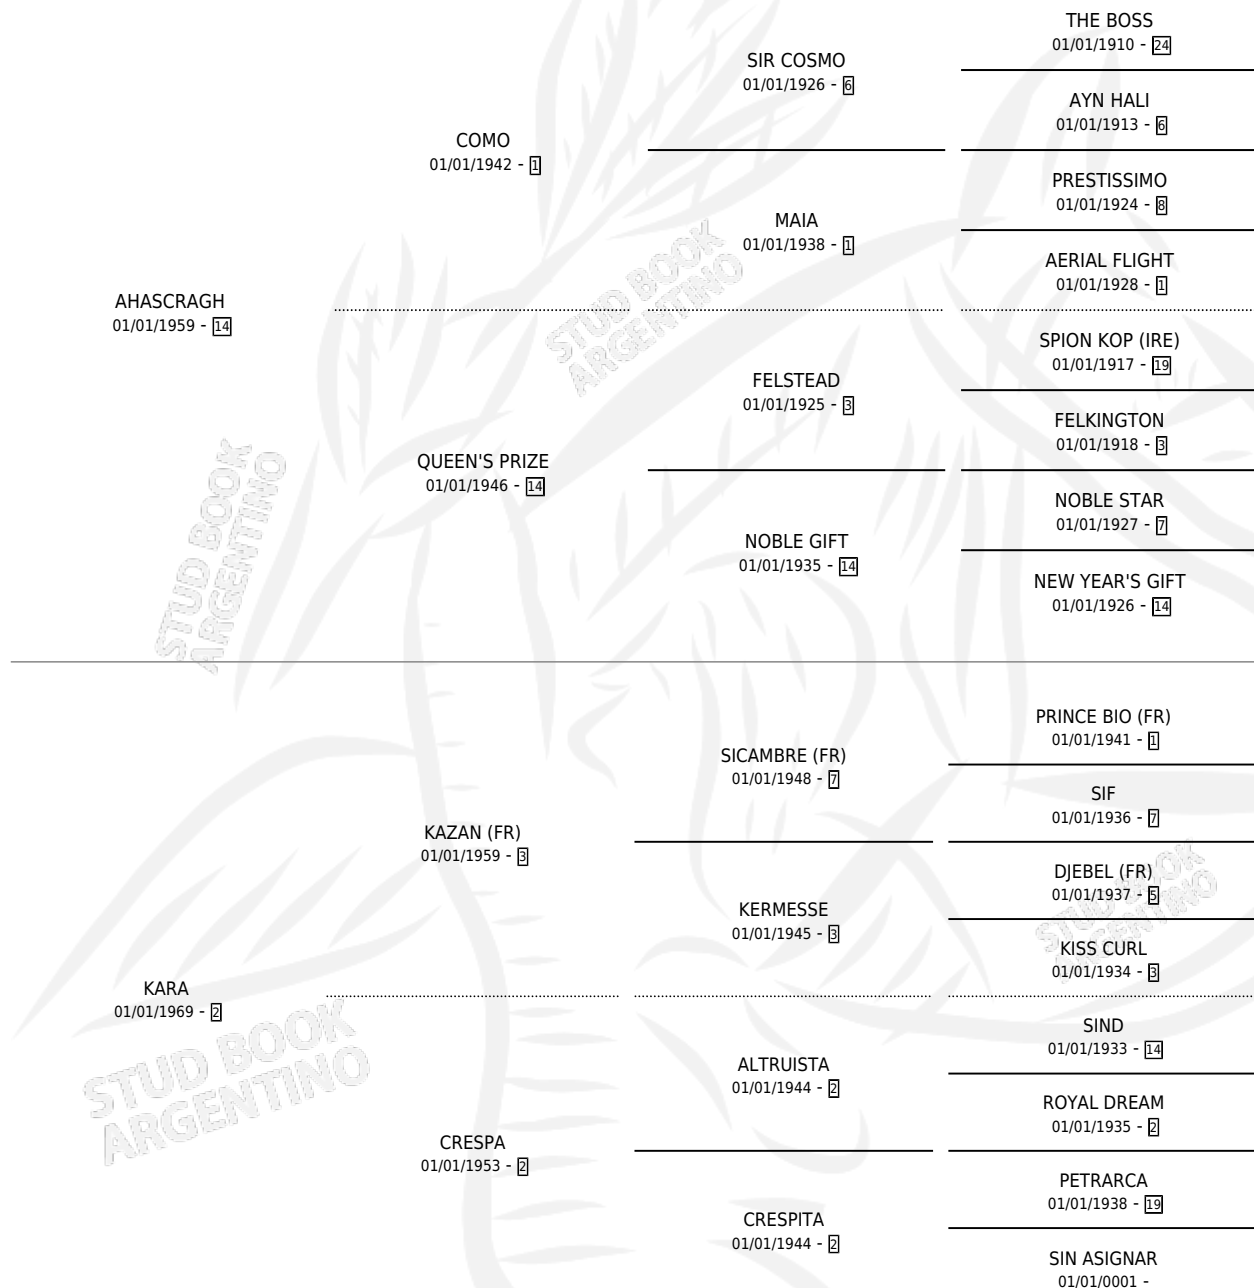 THE BOSS
01/01/1910 - 24
SIR COSMO
01/01/1926 - 6
AYN HALI
01/01/1913 - 6
COMO
01/01/1942 - 1
PRESTISSIMO
01/01/1924 - 8
MAIA
01/01/1938 - 1
AERIAL FLIGHT
01/01/1928 - 1
AHASCRAGH
01/01/1959 - 14
SPION KOP (IRE)
01/01/1917 - 19
FELSTEAD
01/01/1925 - 3
FELKINGTON
01/01/1918 - 3
QUEEN'S PRIZE
01/01/1946 - 14
NOBLE STAR
01/01/1927 - 7
NOBLE GIFT
01/01/1935 - 14
NEW YEAR'S GIFT
01/01/1926 - 14
PRINCE BIO (FR)
01/01/1941 - 1
SICAMBRE (FR)
01/01/1948 - 7
SIF
01/01/1936 - 7
KAZAN (FR)
01/01/1959 - 3
DJEBEL (FR)
01/01/1937 - 5
KERMESSE
01/01/1945 - 3
KISS CURL
01/01/1934 - 3
KARA
01/01/1969 - 2
SIND
01/01/1933 - 14
ALTRUISTA
01/01/1944 - 2
ROYAL DREAM
01/01/1935 - 2
CRESPA
01/01/1953 - 2
PETRARCA
01/01/1938 - 19
CRESPITA
01/01/1944 - 2
SIN ASIGNAR
01/01/0001 -
STUD BOOK
ARGENTINO
STUD BOOK
ARGENTINO
STUD BOOK
ARGENTINO
STUD BOOK
ARGENTINO